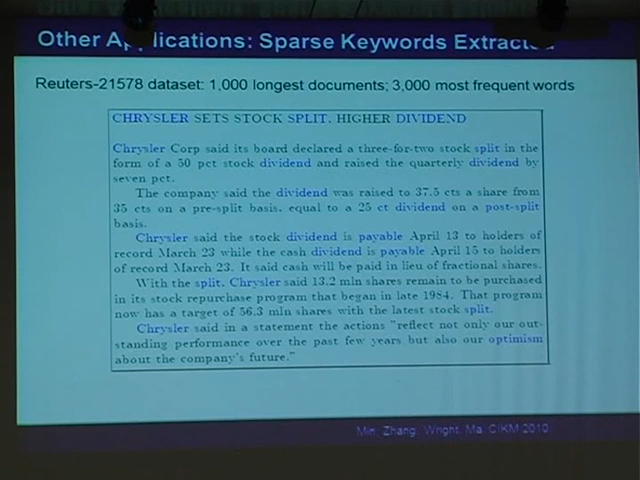 Other Applications: Sparse Keywords Extracted
Reuters-21578 dataset: 1,000 longest documents; 3,000 most frequent words
CHRYSLER SETS STOCK SPLIT, HIGHER DIVIDEND
Chrysler Corp said its board declared a three-for-two stock split in the
form of a 50 pct stock dividend and raised the quarterly dividend by
seven pct.
The company said the dividend was raised to 37.5 cts a share from
35 cts on a pre-split basis, equal to a 25 ct dividend on a post-split
basis.
Chrysler said the stock dividend is payable April 13 to holders of
record March 23 while the cash dividend is payable April 15 to holders
of record March 23. It said cash will be paid in lieu of fractional shares.
With the split, Chrysler said 13.2 mln shares remain to be purchased
in its stock repurchase program that began in late 1984. That program
now has a target of 56.3 mln shares with the latest stock split.
Chrysler said in a statement the actions "reflect not only our out-
standing performance over the past few years but also our optimism
about the company's future."
Min, Zhang, Wright, Ma, CIKM 2010